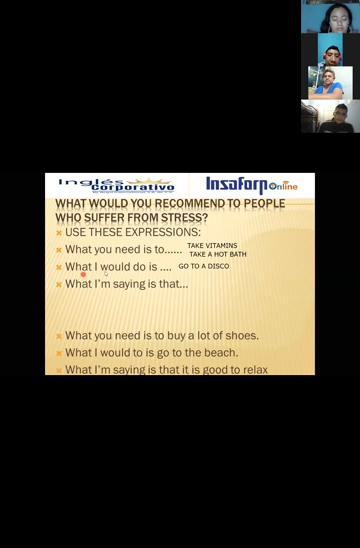 Inglés
corporativo
Insaforp Online
WHAT WOULD YOU RECOMMEND TO PEOPLE
WHO SUFFER FROM STRESS?
USE THESE EXPRESSIONS:
What you need is to...... TAKE VITAMINS
TAKE A HOT BATH
What I would do is .... GO TO A DISCO
What I'm saying is that...
What you need is to buy a lot of shoes.
What I would to is go to the beach.
What I'm saying is that it is good to relax